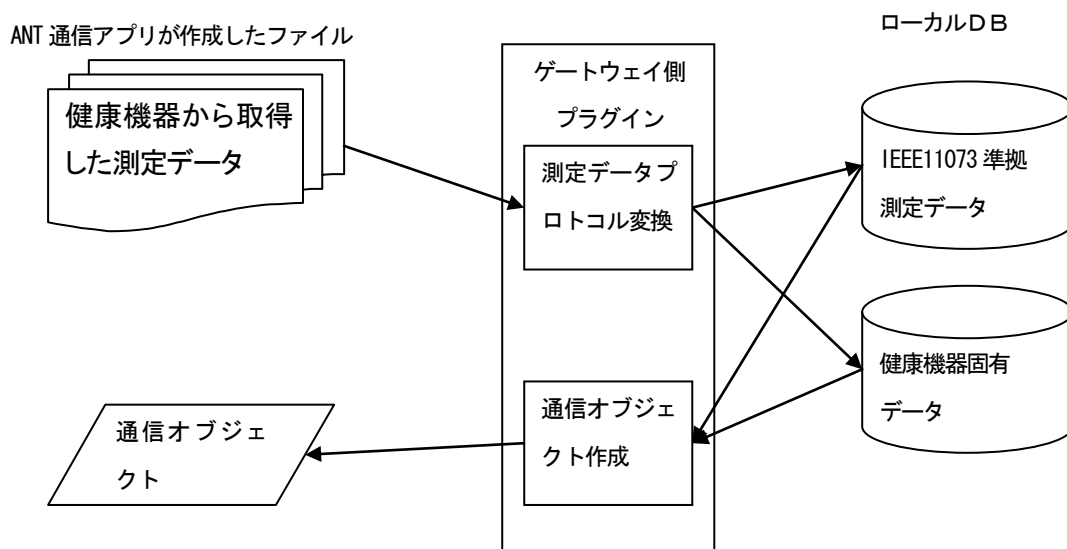 ANT 通信アプリが作成したファイル
健康機器から取得
した測定データ
ゲートウェイ側
プラグイン
測定データプ
ロトコル変換
ローカルDB
IEEE11073 準拠
測定データ
健康機器固有
データ
通信オブジェ
クト作成
通信オブジェ
クト